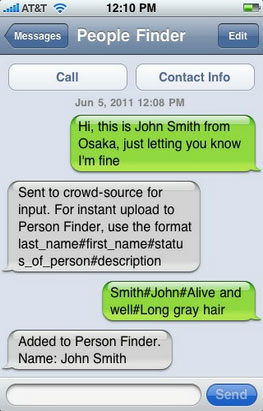 AT&T 12:10 PM
Messages People Finder Edit
Call Contact Info
Jun 5, 2011 12:08 PM
Hi, this is John Smith from
Osaka, just letting you know
I'm fine
Sent to crowd-source for
input. For instant upload to
Person Finder, use the format
last_name#first_name#statu
s_of_person#description
Smith#John#Alive and
well#Long gray hair
Added to Person Finder.
Name: John Smith
Send